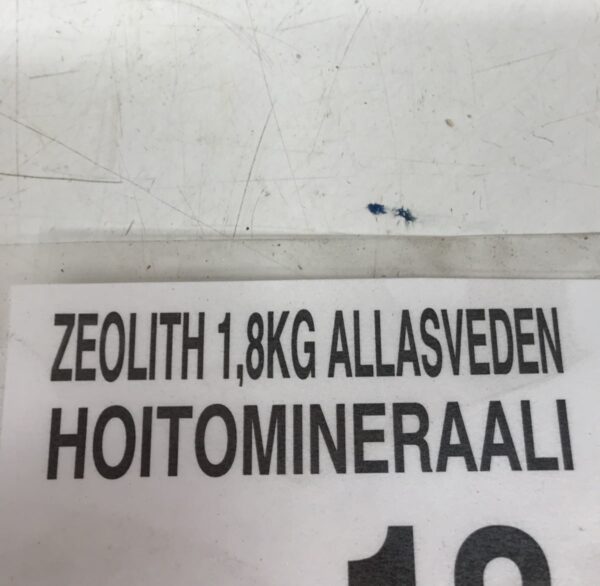 ZEOLITH 1,8KG ALLASVEDEN
HOITOMINERAALI